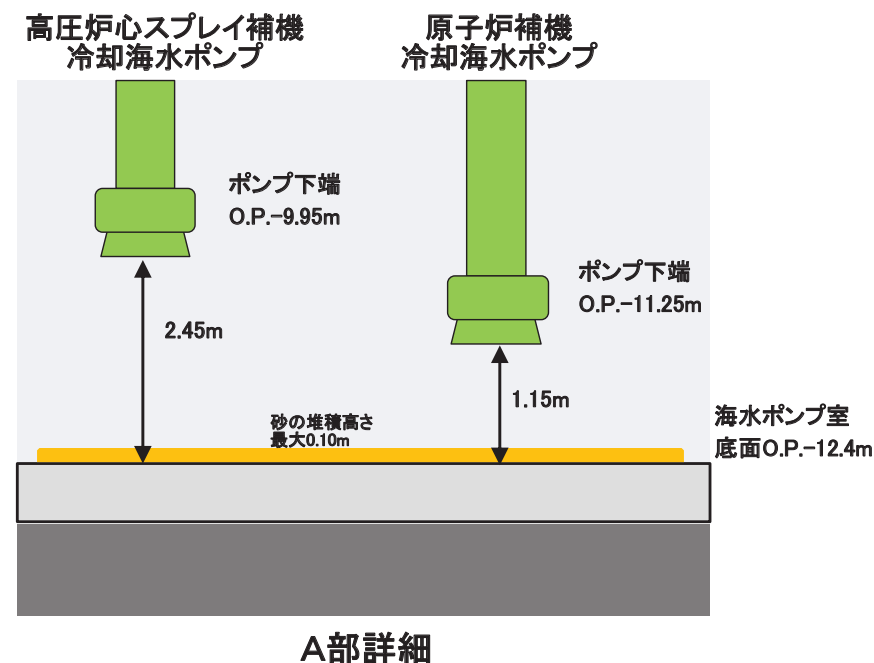 高圧炉心スプレイ補機
冷却海水ポンプ
原子炉補機
冷却海水ポンプ
ポンプ下端
O.P.-9.95m
ポンプ下端
O.P.-11.25m
2.45m
1.15m
砂の堆積高さ
最大0.10m
海水ポンプ室
底面O.P.-12.4m
A部詳細